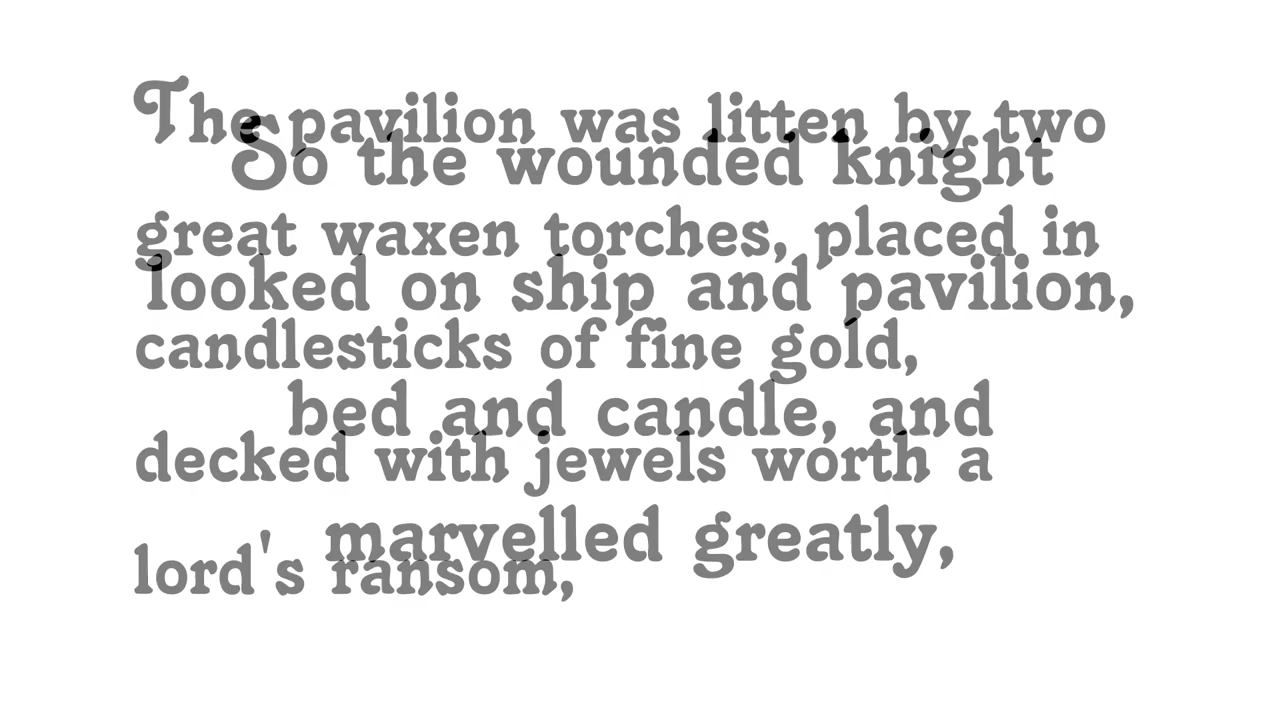 The pavilion was litten by two
great waxen torches, placed in
candlesticks of fine gold,
decked with jewels worth a
lord's ransom,
So the wounded knight
looked on ship and pavilion,
bed and candle, and
marvelled greatly,